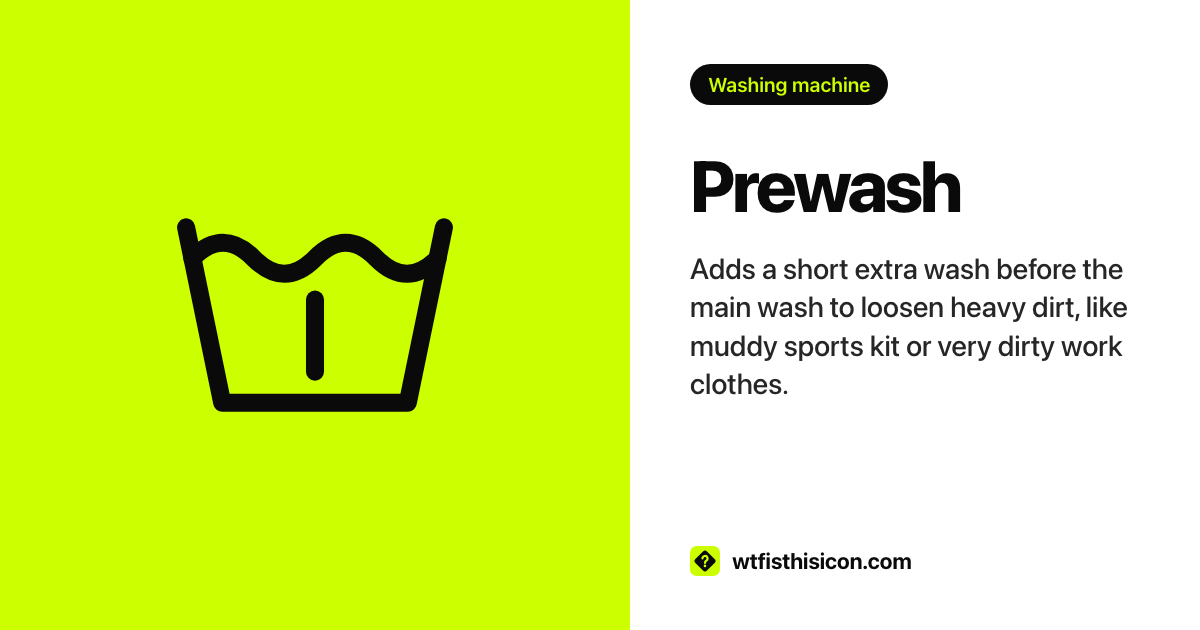 Washing machine
Prewash
Adds a short extra wash before the
main wash to loosen heavy dirt, like
muddy sports kit or very dirty work
clothes.
wtfisthisicon.com